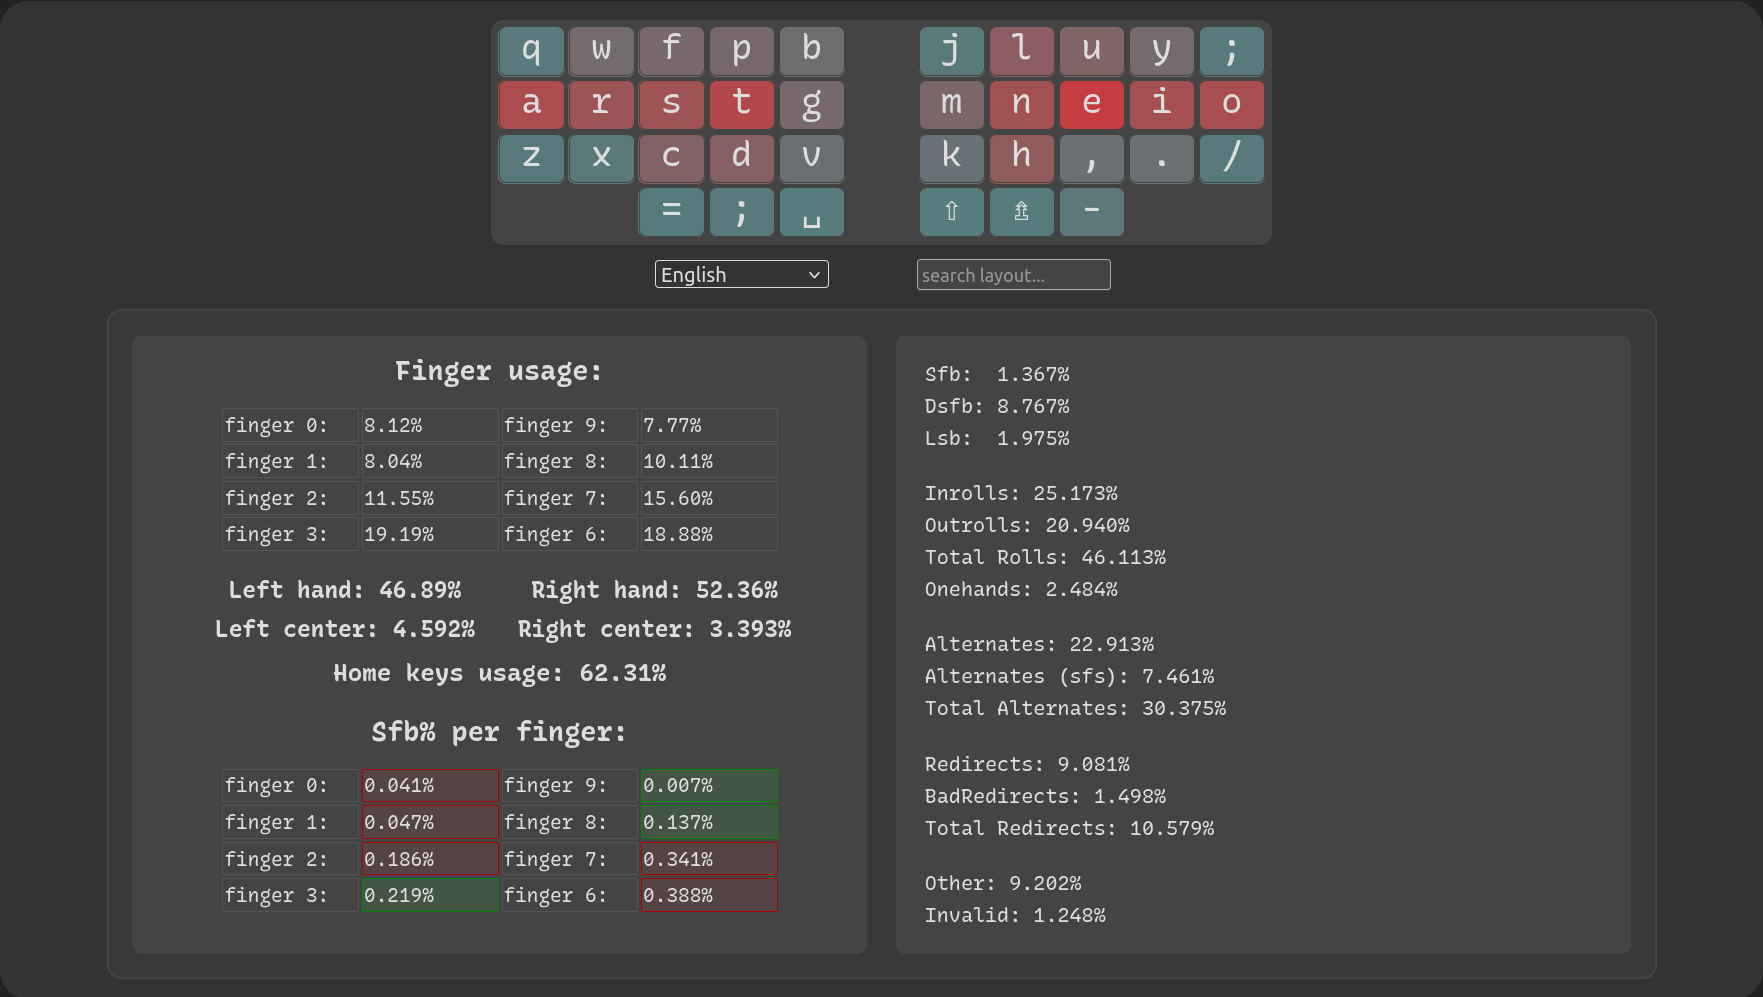 q w f p b j l u y ;
a r s t g m n e i o
z x c d v k h , . /
= ; ␣ ⇧ ⇯ -
English search layout...
Finger usage:
finger 0: 8.12% finger 9: 7.77%
finger 1: 8.04% finger 8: 10.11%
finger 2: 11.55% finger 7: 15.60%
finger 3: 19.19% finger 6: 18.88%
Left hand: 46.89% Right hand: 52.36%
Left center: 4.592% Right center: 3.393%
Home keys usage: 62.31%
Sfb% per finger:
finger 0: 0.041% finger 9: 0.007%
finger 1: 0.047% finger 8: 0.137%
finger 2: 0.186% finger 7: 0.341%
finger 3: 0.219% finger 6: 0.388%
Sfb: 1.367%
Dsfb: 8.767%
Lsb: 1.975%
Inrolls: 25.173%
Outrolls: 20.940%
Total Rolls: 46.113%
Onehands: 2.484%
Alternates: 22.913%
Alternates (sfs): 7.461%
Total Alternates: 30.375%
Redirects: 9.081%
BadRedirects: 1.498%
Total Redirects: 10.579%
Other: 9.202%
Invalid: 1.248%